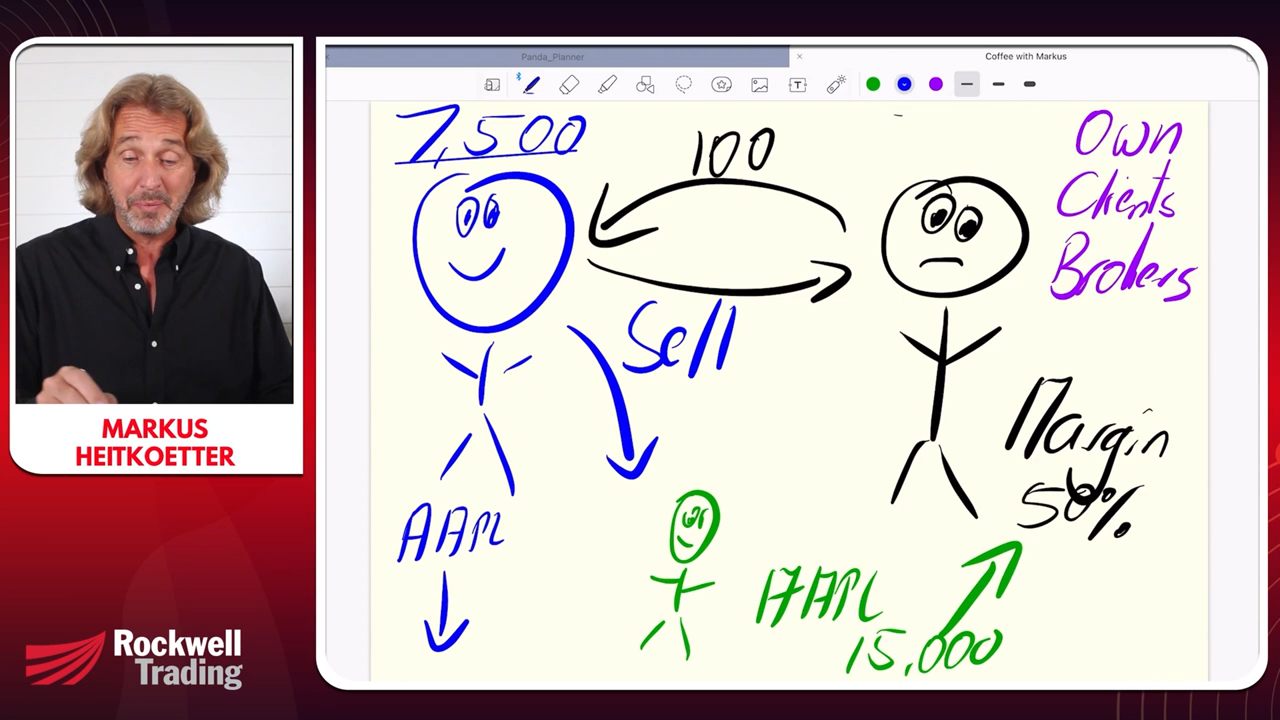 Panda_Planner
Coffee with Markus
7,500
100
Own
Clients
Brokers
Sell
Margin
50%
AAPL
AAPL
15,000
MARKUS
HEITKOETTER
Rockwell
Trading